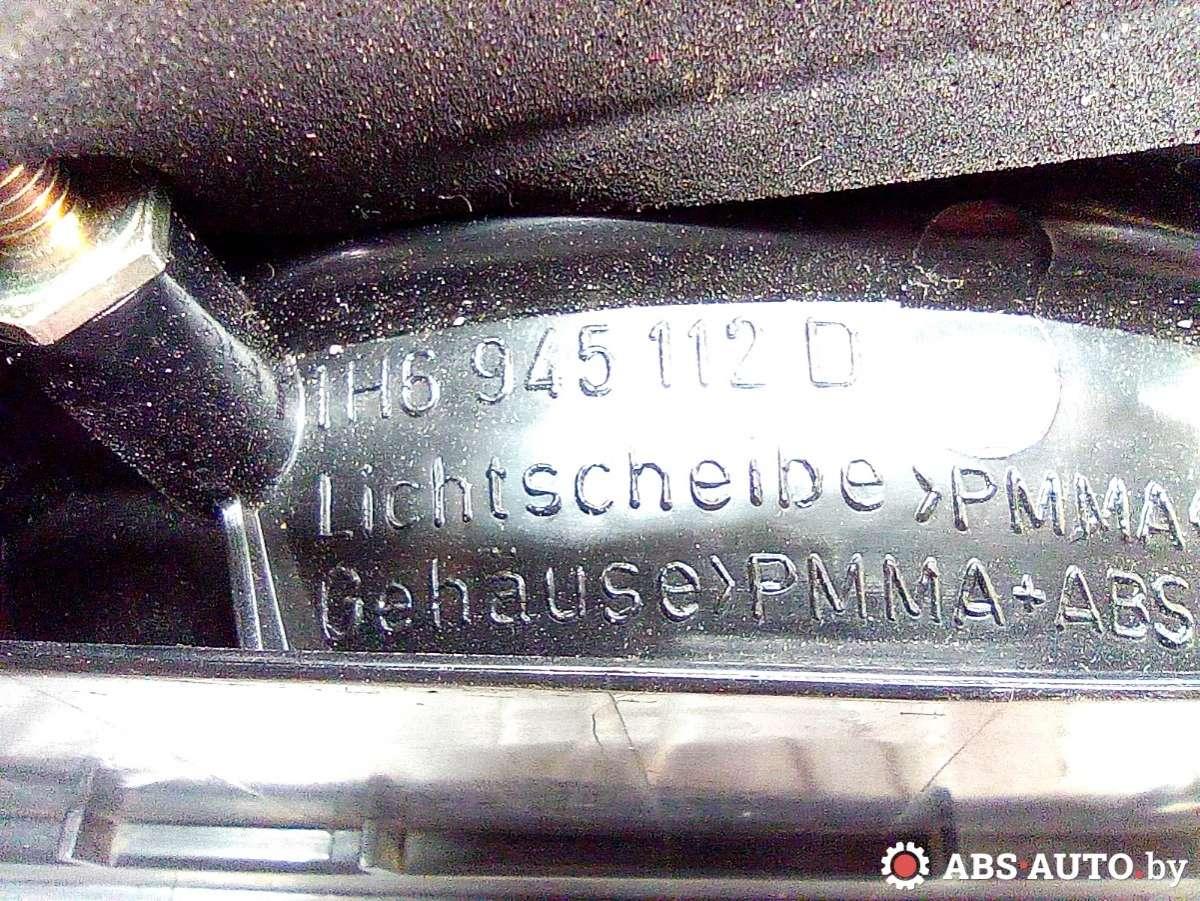 1H6 945 112 D
Lichtscheibe >PMMA<
Gehäuse>PMMA+ABS
ABS-AUTO.by